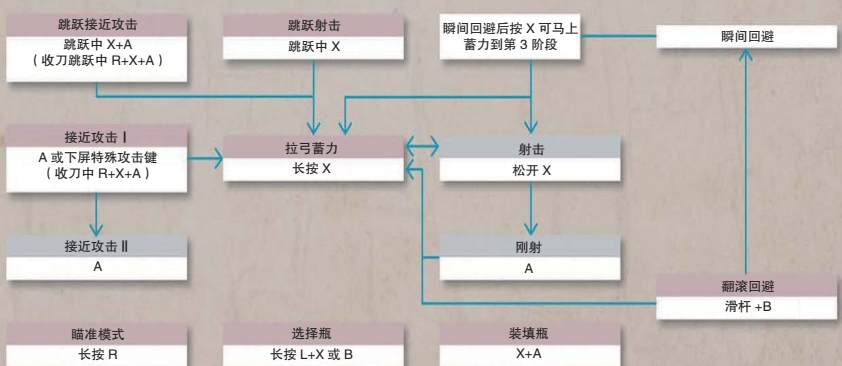 跳跃接近攻击
跳跃中 X+A
（收刀跳跃中 R+X+A）
跳跃射击
跳跃中 X
瞬间回避后按 X 可马上
蓄力到第 3 阶段
瞬间回避
接近攻击 Ⅰ
A 或下屏特殊攻击键
（收刀中 R+X+A）
拉弓蓄力
长按 X
射击
松开 X
接近攻击 Ⅱ
A
刚射
A
翻滚回避
滑杆 +B
瞄准模式
长按 R
选择瓶
长按 L+X 或 B
装填瓶
X+A